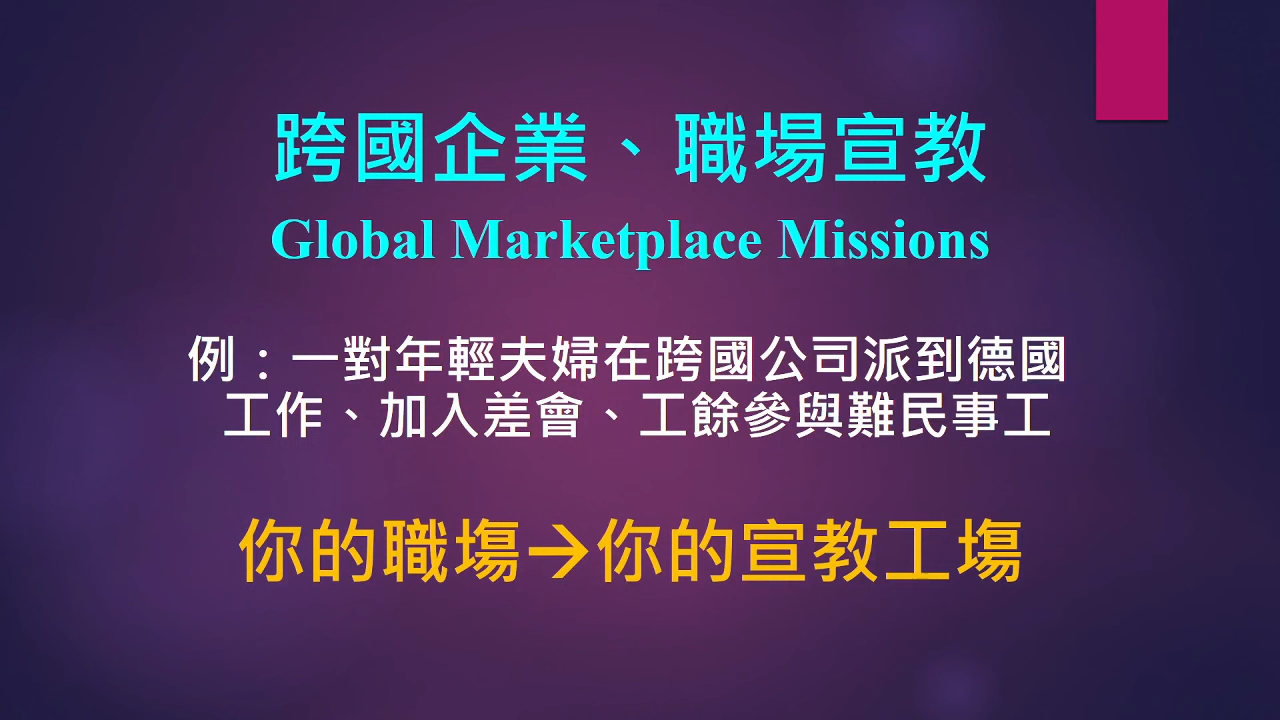 跨國企業、職場宣教
Global Marketplace Missions
例：一對年輕夫婦在跨國公司派到德國
工作、加入差會、工餘參與難民事工
你的職塲→你的宣教工塲